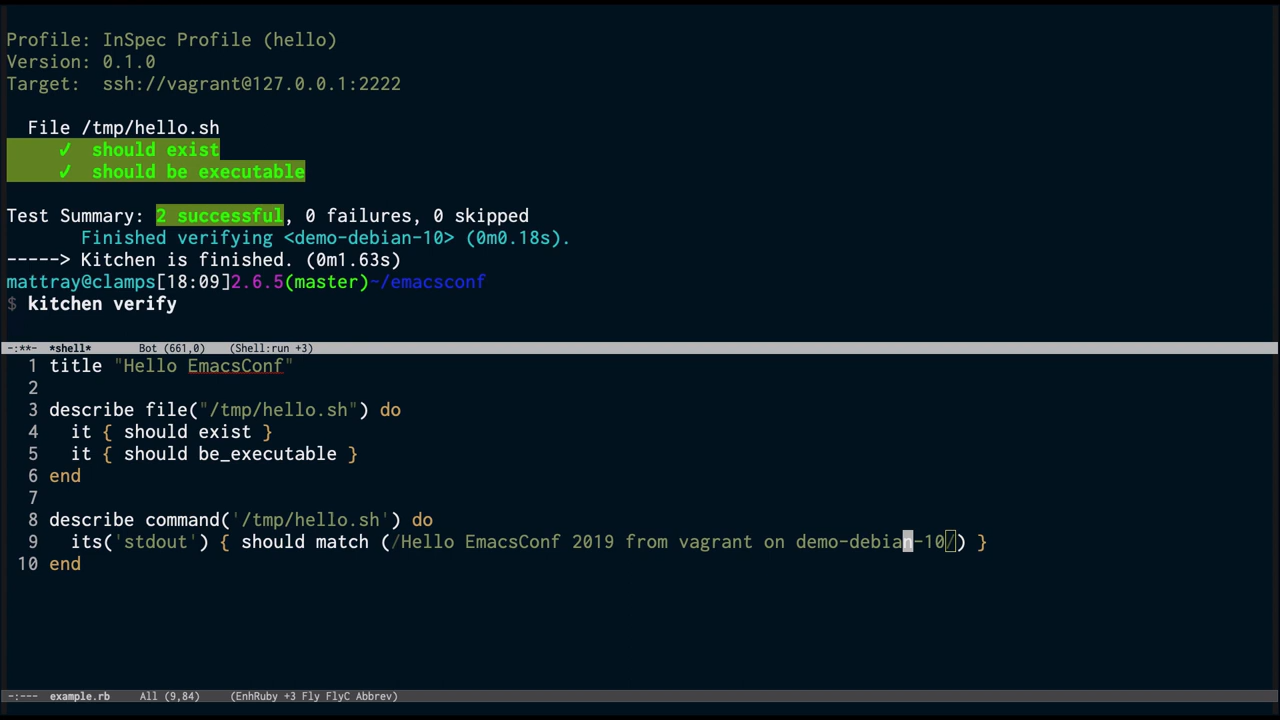 Profile: InSpec Profile (hello)
Version: 0.1.0
Target:  ssh://vagrant@127.0.0.1:2222
File /tmp/hello.sh
✓  should exist
✓  should be executable
Test Summary: 2 successful, 0 failures, 0 skipped
Finished verifying <demo-debian-10> (0m0.18s).
-----> Kitchen is finished. (0m1.63s)
mattray@clamps[18:09]2.6.5(master)~/emacsconf
$ kitchen verify
-:**-  *shell*      Bot (661,0)    (Shell:run +3)
1 title "Hello EmacsConf"
2
3 describe file("/tmp/hello.sh") do
4   it { should exist }
5   it { should be_executable }
6 end
7
8 describe command('/tmp/hello.sh') do
9   its('stdout') { should match (/Hello EmacsConf 2019 from vagrant on demo-debian-10/) }
10 end
-:---  example.rb     All (9,84)     (EnhRuby +3 Fly FlyC Abbrev)